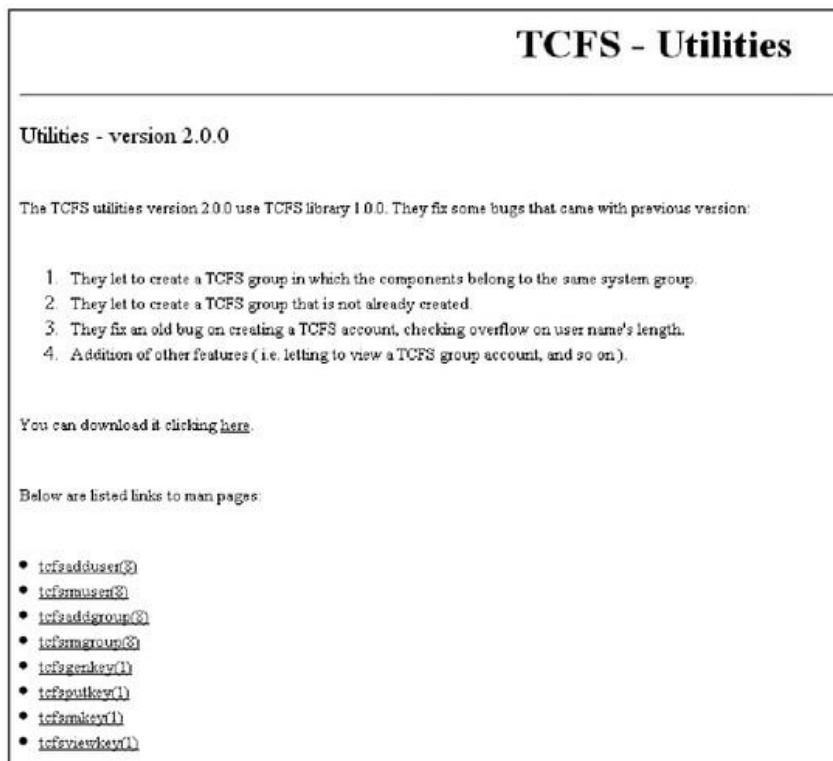 TCFS - Utilities
Utilities - version 2.0.0
The TCFS utilities version 2.0.0 use TCFS library 1.0.0. They fix some bugs that came with previous version:
1. They let to create a TCFS group in which the components belong to the same system group.
2. They let to create a TCFS group that is not already created.
3. They fix an old bug on creating a TCFS account, checking overflow on user name's length.
4. Addition of other features ( i.e. letting to view a TCFS group account, and so on ).
You can download it clicking here.
Below are listed links to man pages:
• tcfsadduser(8)
• tcfsrmuser(8)
• tcfsaddgroup(8)
• tcfsrmgroup(8)
• tcfsgenkey(1)
• tcfsputkey(1)
• tcfsrmkey(1)
• tcfsviewkey(1)